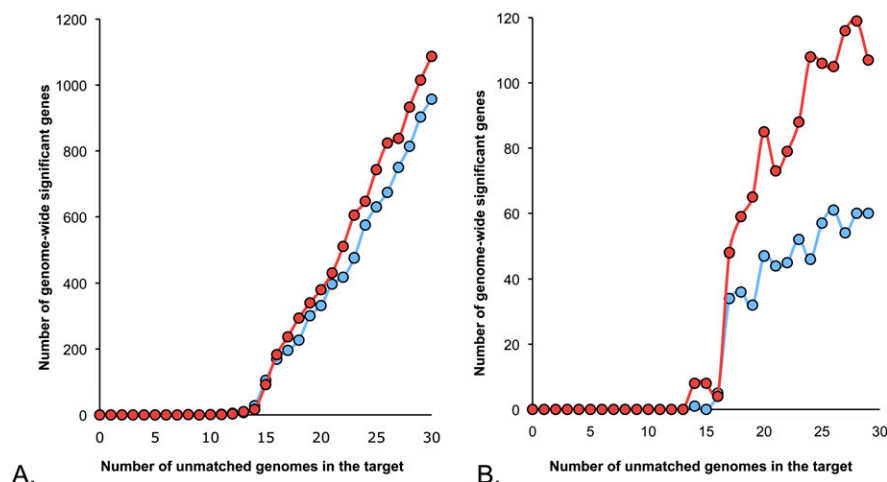 1200
1000
800
600
400
200
0
0 5 10 15 20 25 30
Number of genome-wide significant genes
Number of unmatched genomes in the target
A.
120
100
80
60
40
20
0
0 5 10 15 20 25 30
Number of genome-wide significant genes
Number of unmatched genomes in the target
B.